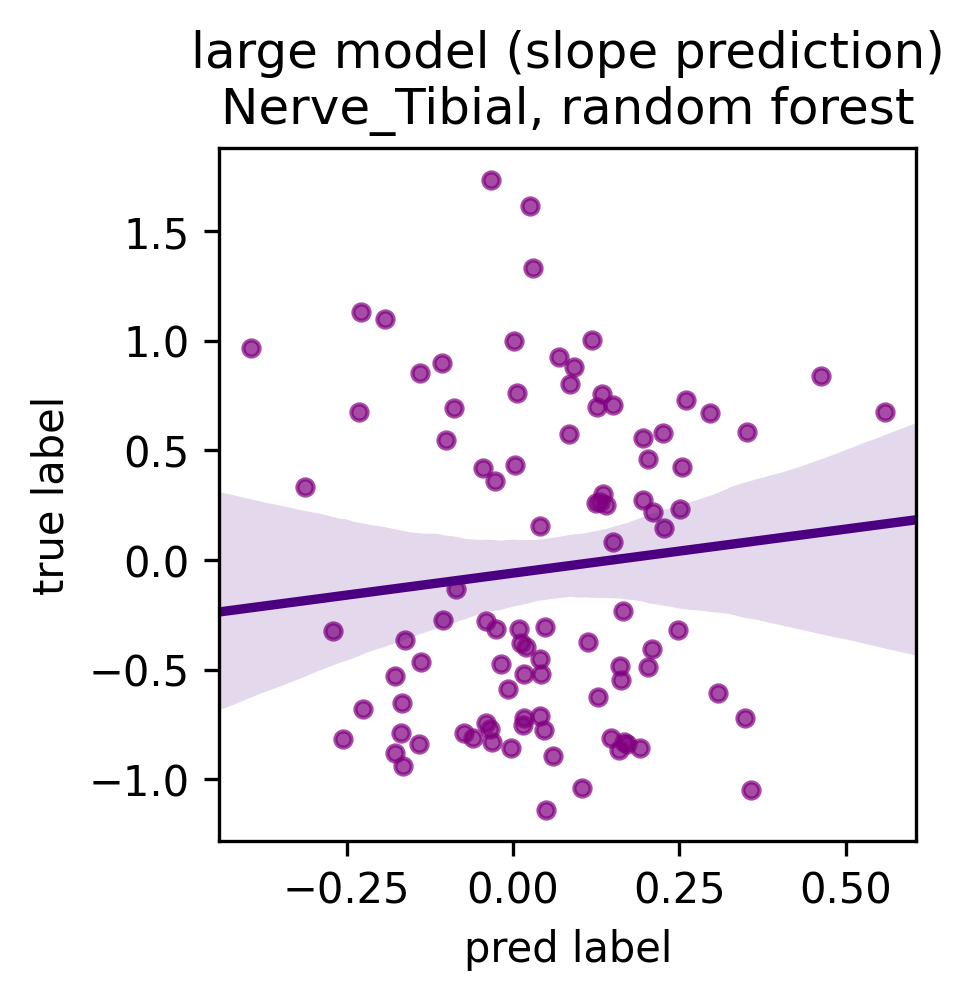 large model (slope prediction)
Nerve_Tibial, random forest
1.5
1.0
0.5
0.0
−0.5
−1.0
true label
−0.25
0.00
0.25
0.50
pred label